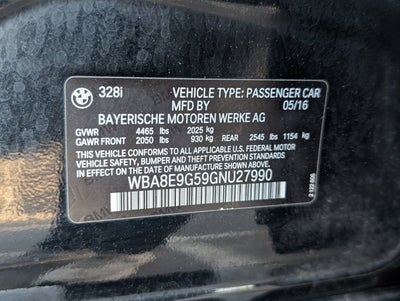 BMW 328i VEHICLE TYPE: PASSENGER CAR
MFD BY 05/16
BAYERISCHE MOTOREN WERKE AG
GVWR 4465 lbs 2025 kg
GAWR FRONT 2050 lbs 930 kg REAR 2545 lbs 1154 kg
THIS VEHICLE CONFORMS TO ALL APPLICABLE U.S. FEDERAL MOTOR
VEHICLE SAFETY, BUMPER, AND THEFT PREVENTION STANDARDS
IN EFFECT ON THE DATE OF MANUFACTURE SHOWN ABOVE.
WBA8E9G59GNU27990